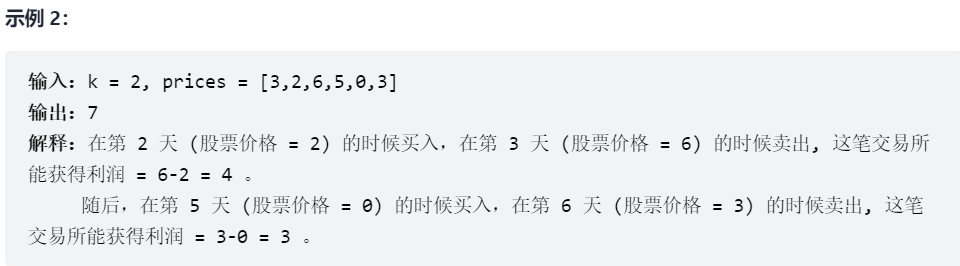 示例 2：
输入：k = 2, prices = [3,2,6,5,0,3]
输出：7
解释：在第 2 天 (股票价格 = 2) 的时候买入，在第 3 天 (股票价格 = 6) 的时候卖出, 这笔交易所
能获得利润 = 6-2 = 4 。
随后，在第 5 天 (股票价格 = 0) 的时候买入，在第 6 天 (股票价格 = 3) 的时候卖出, 这笔
交易所能获得利润 = 3-0 = 3 。